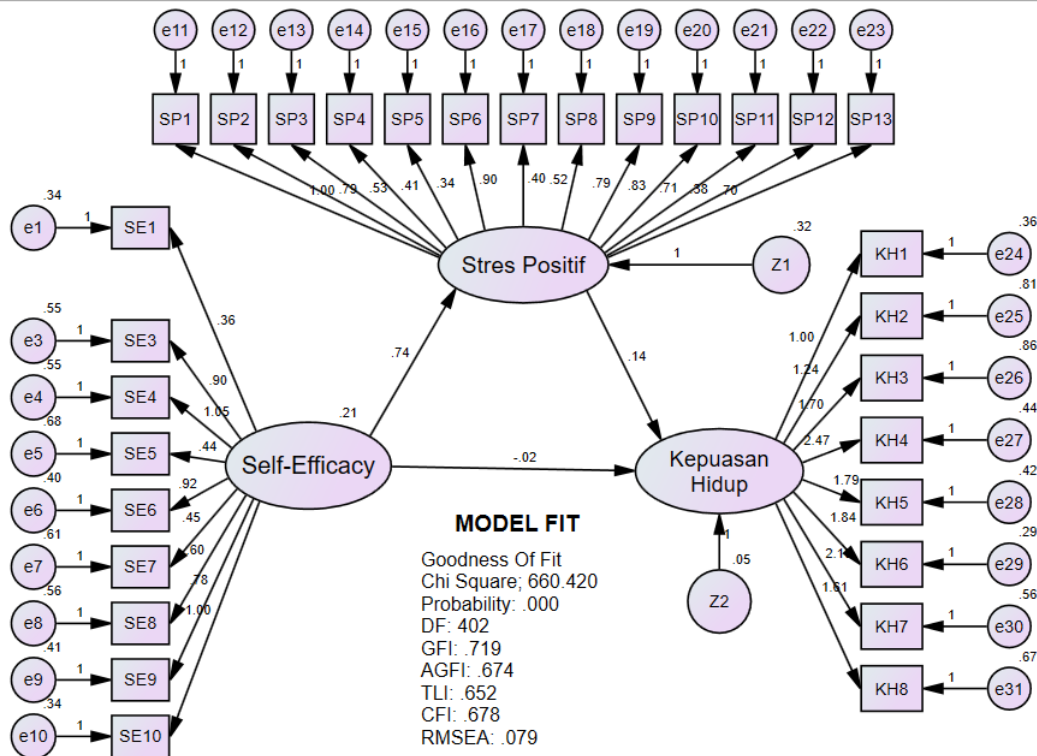 e11 e12 e13 e14 e15 e16 e17 e18 e19 e20 e21 e22 e23
1 1 1 1 1 1 1 1 1 1 1 1 1
SP1 SP2 SP3 SP4 SP5 SP6 SP7 SP8 SP9 SP10 SP11 SP12 SP13
1.00 .79 .53 .41 .34 .90 .40 .52 .79 .83 .71 .38 .70
.34
e1 1 SE1
Stres Positif
1
Z1
.32
.36
KH1 1 e24
.81
KH2 1 e25
.86
KH3 1 e26
.44
KH4 1 e27
.42
KH5 1 e28
.29
KH6 1 e29
.56
KH7 1 e30
.67
KH8 1 e31
.55
e3 1 SE3
.55
e4 1 SE4
.68
e5 1 SE5
.40
e6 1 SE6
.61
e7 1 SE7
.56
e8 1 SE8
.41
e9 1 SE9
.34
e10 1 SE10
.36
.90
1.05
.44
.92
.45
.60
.78
1.00
.74
.21
Self-Efficacy
-.02
.14
Kepuasan
Hidup
1.00
1.24
1.70
2.47
1.79
1.84
1.61
1
.05
Z2
MODEL FIT
Goodness Of Fit
Chi Square; 660.420
Probability: .000
DF: 402
GFI: .719
AGFI: .674
TLI: .652
CFI: .678
RMSEA: .079